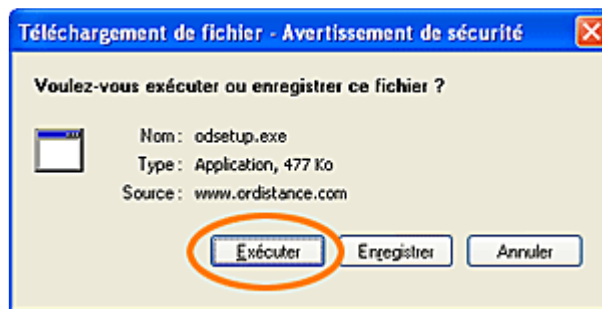 Téléchargement de fichier - Avertissement de sécurité
Voulez-vous exécuter ou enregistrer ce fichier ?
Nom : odsetup.exe
Type : Application, 477 Ko
Source : www.ordistance.com
Exécuter Enregistrer Annuler